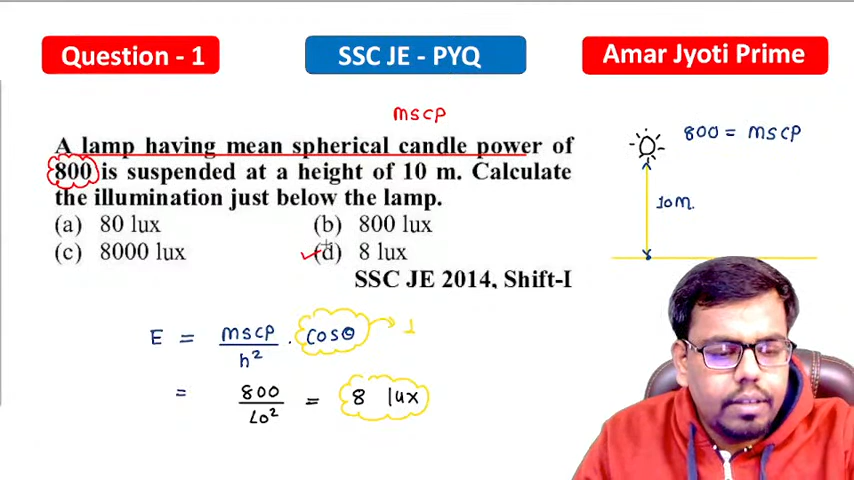 Question - 1
SSC JE - PYQ
Amar Jyoti Prime
MSCP
A lamp having mean spherical candle power of
800 is suspended at a height of 10 m. Calculate
the illumination just below the lamp.
(a) 80 lux
(b) 800 lux
(c) 8000 lux
(d) 8 lux
SSC JE 2014, Shift-I
800 = MSCP
10M.
E = MSCP/h² . COSθ → 1
= 800/10² = 8 lux